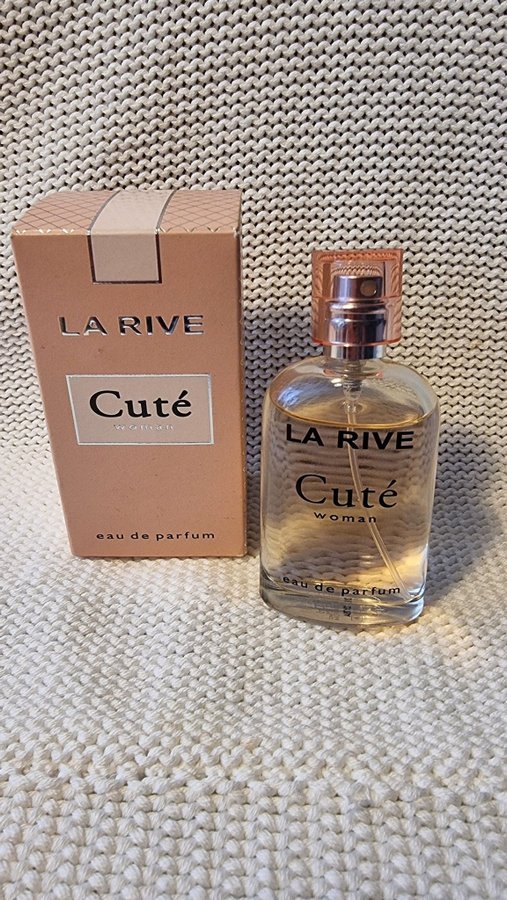 LA RIVE
Cuté
woman
eau de parfum
LA RIVE
Cuté
woman
eau de parfum